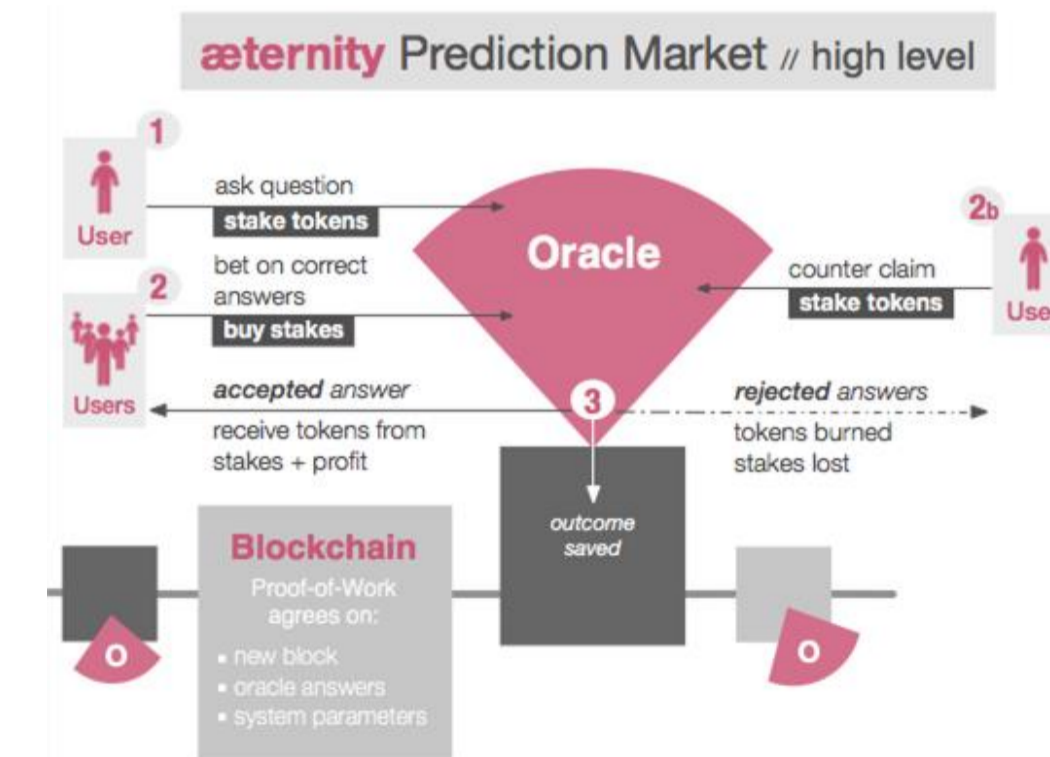 æternity Prediction Market // high level
1
User
ask question
stake tokens
2
Users
bet on correct
answers
buy stakes
Oracle
2b
Use
counter claim
stake tokens
accepted answer
receive tokens from
stakes + profit
3
rejected answers
tokens burned
stakes lost
outcome
saved
Blockchain
Proof-of-Work
agrees on:
▪ new block
▪ oracle answers
▪ system parameters
O
O